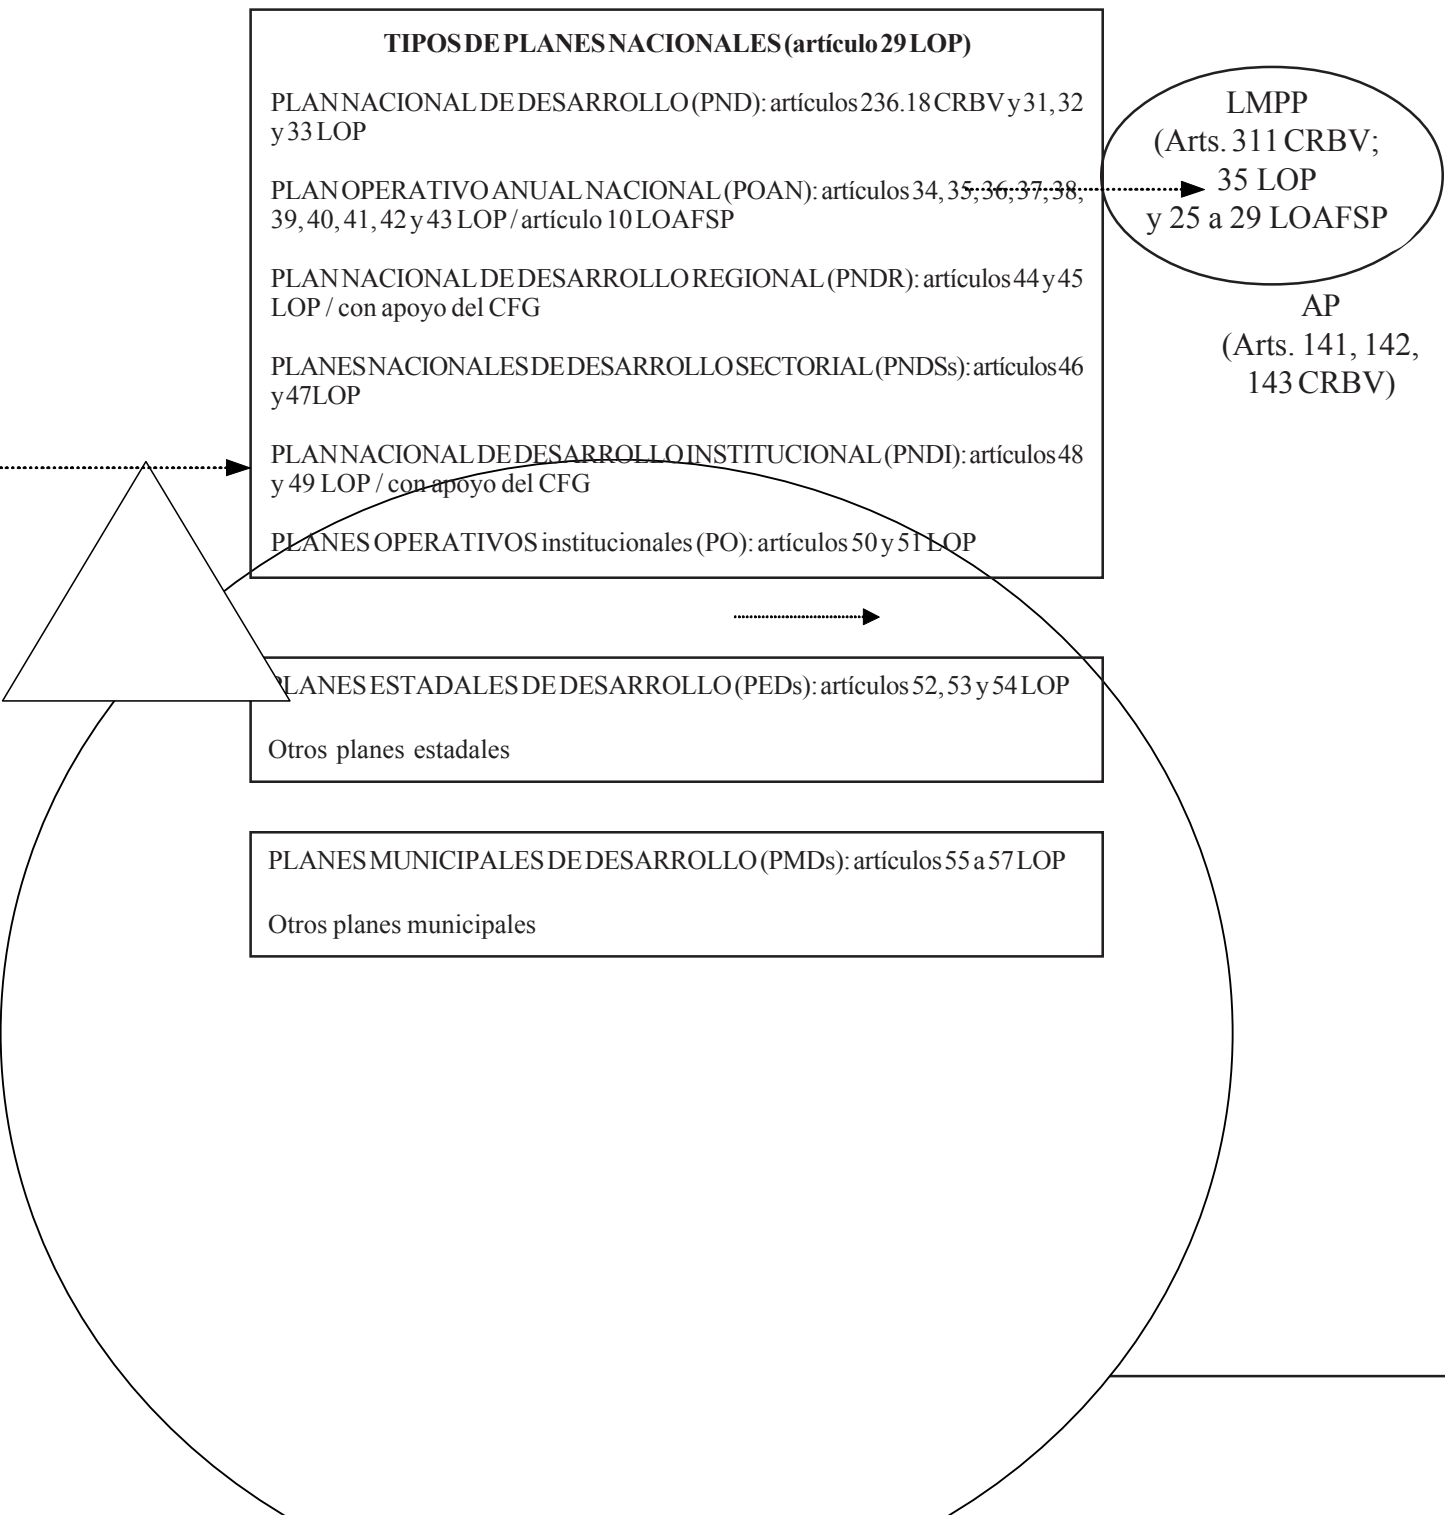 TIPOS DE PLANES NACIONALES (artículo 29 LOP)
PLAN NACIONAL DE DESARROLLO (PND): artículos 236.18 CRBV y 31, 32
y 33 LOP
PLAN OPERATIVO ANUAL NACIONAL (POAN): artículos 34, 35, 36, 37, 38,
39, 40, 41, 42 y 43 LOP / artículo 10 LOAFSP
PLAN NACIONAL DE DESARROLLO REGIONAL (PNDR): artículos 44 y 45
LOP / con apoyo del CFG
PLANES NACIONALES DE DESARROLLO SECTORIAL (PNDSs): artículos 46
y 47 LOP
PLAN NACIONAL DE DESARROLLO INSTITUCIONAL (PNDI): artículos 48
y 49 LOP / con apoyo del CFG
PLANES OPERATIVOS institucionales (PO): artículos 50 y 51 LOP
LMPP
(Arts. 311 CRBV;
35 LOP
y 25 a 29 LOAFSP
AP
(Arts. 141, 142,
143 CRBV)
PLANES ESTADALES DE DESARROLLO (PEDs): artículos 52, 53 y 54 LOP
Otros planes estadales
PLANES MUNICIPALES DE DESARROLLO (PMDs): artículos 55 a 57 LOP
Otros planes municipales